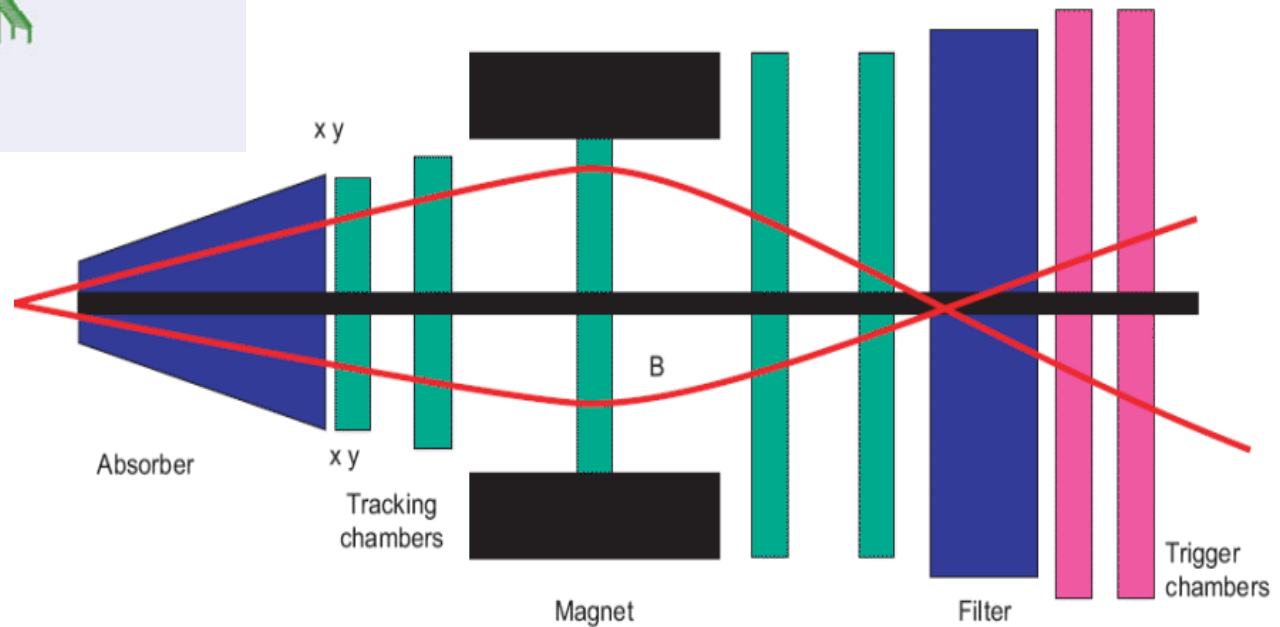 x y
B
x y
Absorber
Tracking
chambers
Magnet
Filter
Trigger
chambers